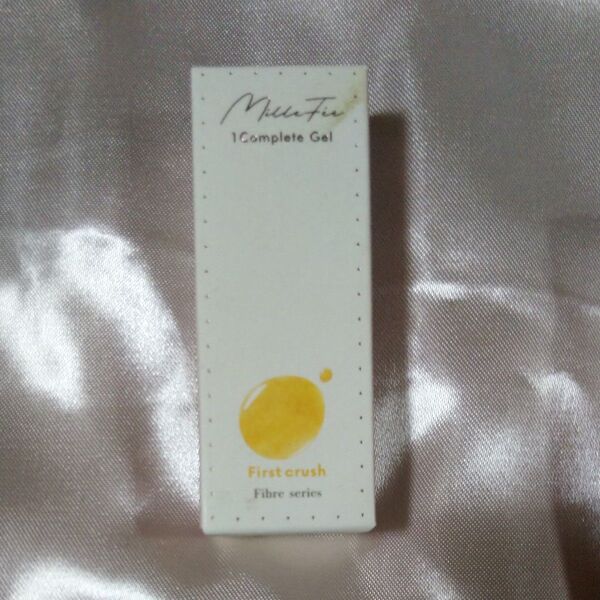 MilleFee
1Complete Gel
First crush
Fibre series